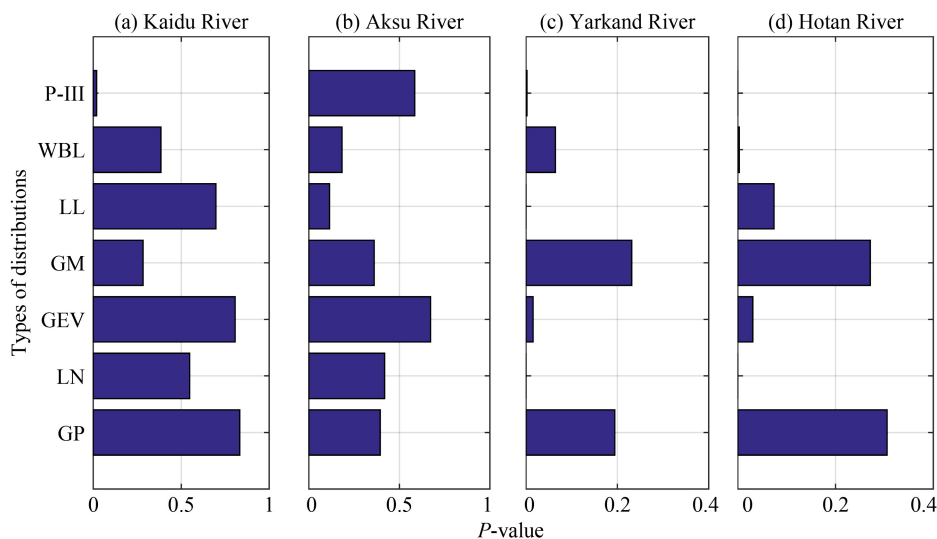 (a) Kaidu River
(b) Aksu River
(c) Yarkand River
(d) Hotan River
Types of distributions
P-III
WBL
LL
GM
GEV
LN
GP
0 0.5 1
0 0.5 1
0 0.2 0.4
0 0.2 0.4
P-value